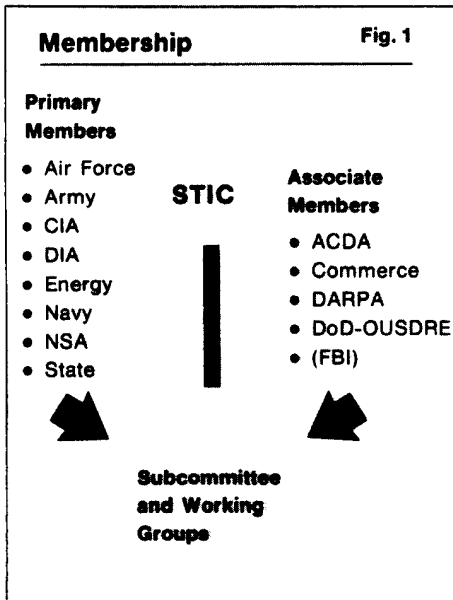 Membership
Fig. 1
Primary
Members
• Air Force
• Army
• CIA
• DIA
• Energy
• Navy
• NSA
• State
STIC
Associate
Members
• ACDA
• Commerce
• DARPA
• DoD-OUSDRE
• (FBI)
Subcommittee
and Working
Groups